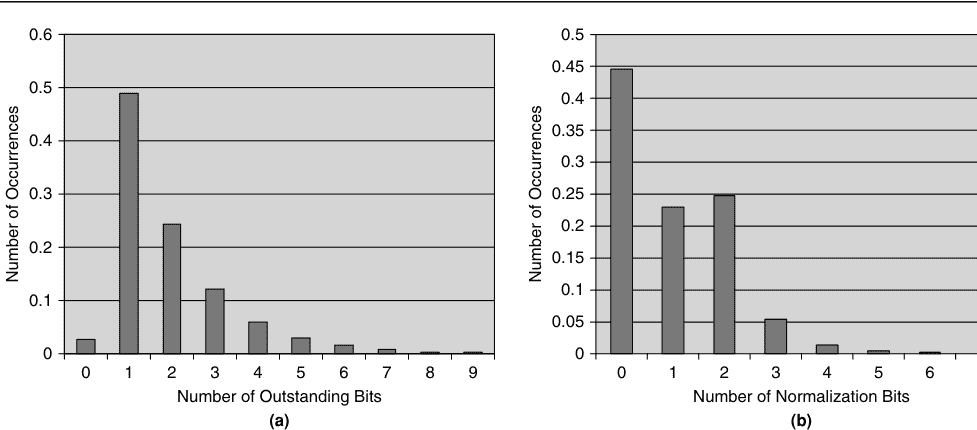 0.6
0.5
0.4
0.3
0.2
0.1
0
0 1 2 3 4 5 6 7 8 9
Number of Occurrences
Number of Outstanding Bits
(a)
0.5
0.45
0.4
0.35
0.3
0.25
0.2
0.15
0.1
0.05
0
0 1 2 3 4 5 6
Number of Occurrences
Number of Normalization Bits
(b)